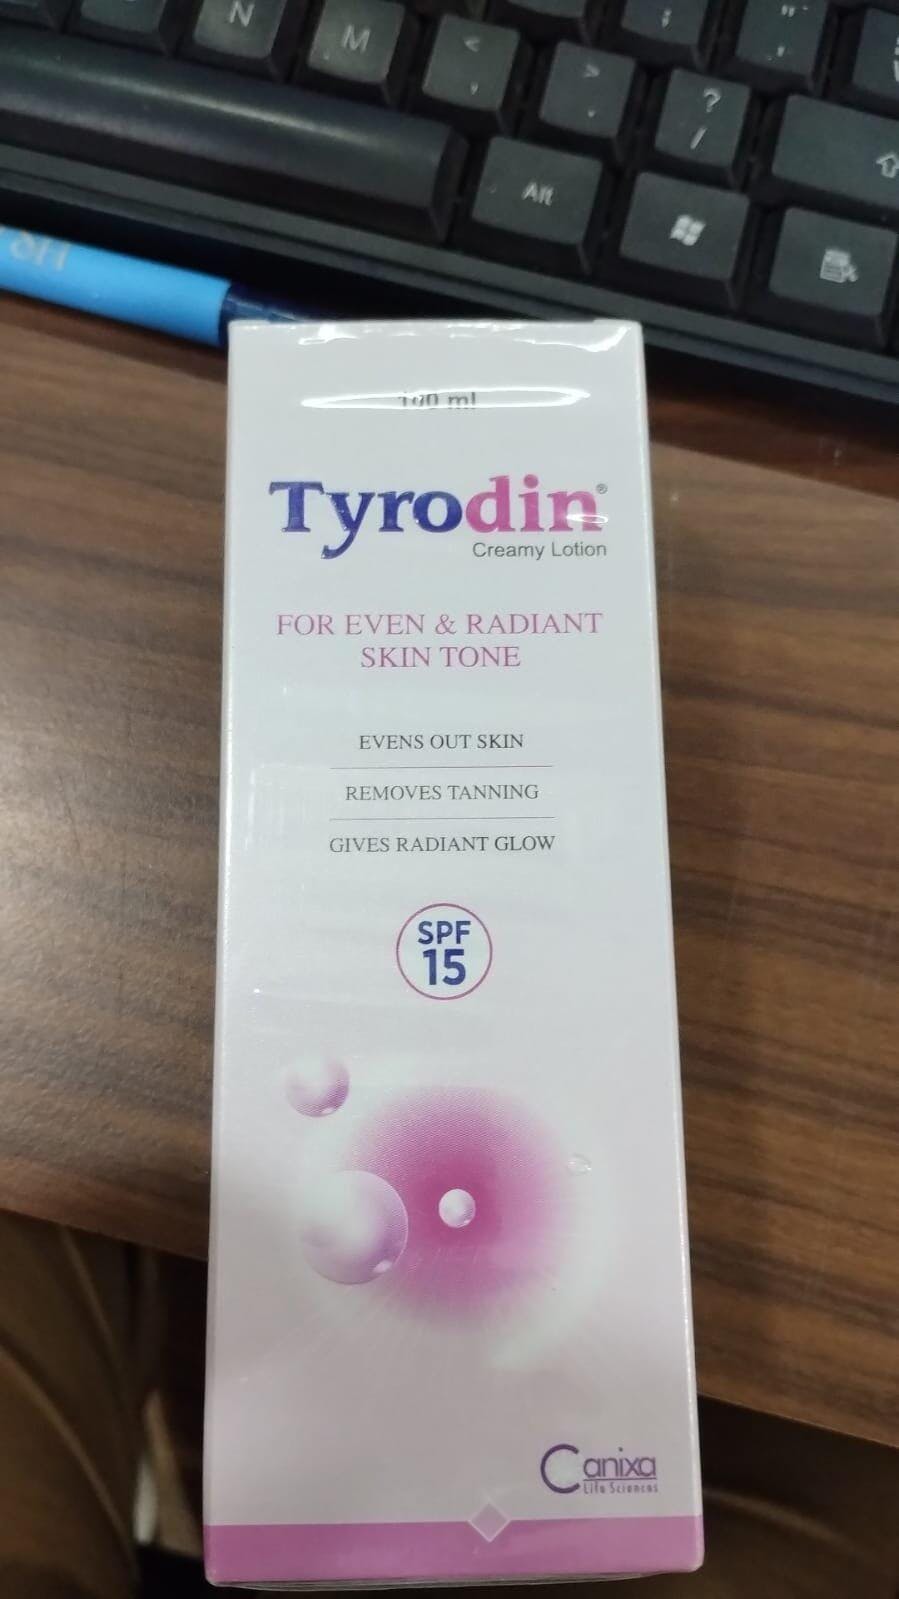 N
M
<
,
>
.
?
/
;
Alt
HR
100 ml
Tyrodin®
Creamy Lotion
FOR EVEN & RADIANT
SKIN TONE
EVENS OUT SKIN
REMOVES TANNING
GIVES RADIANT GLOW
SPF
15
Canixa
Life Sciences